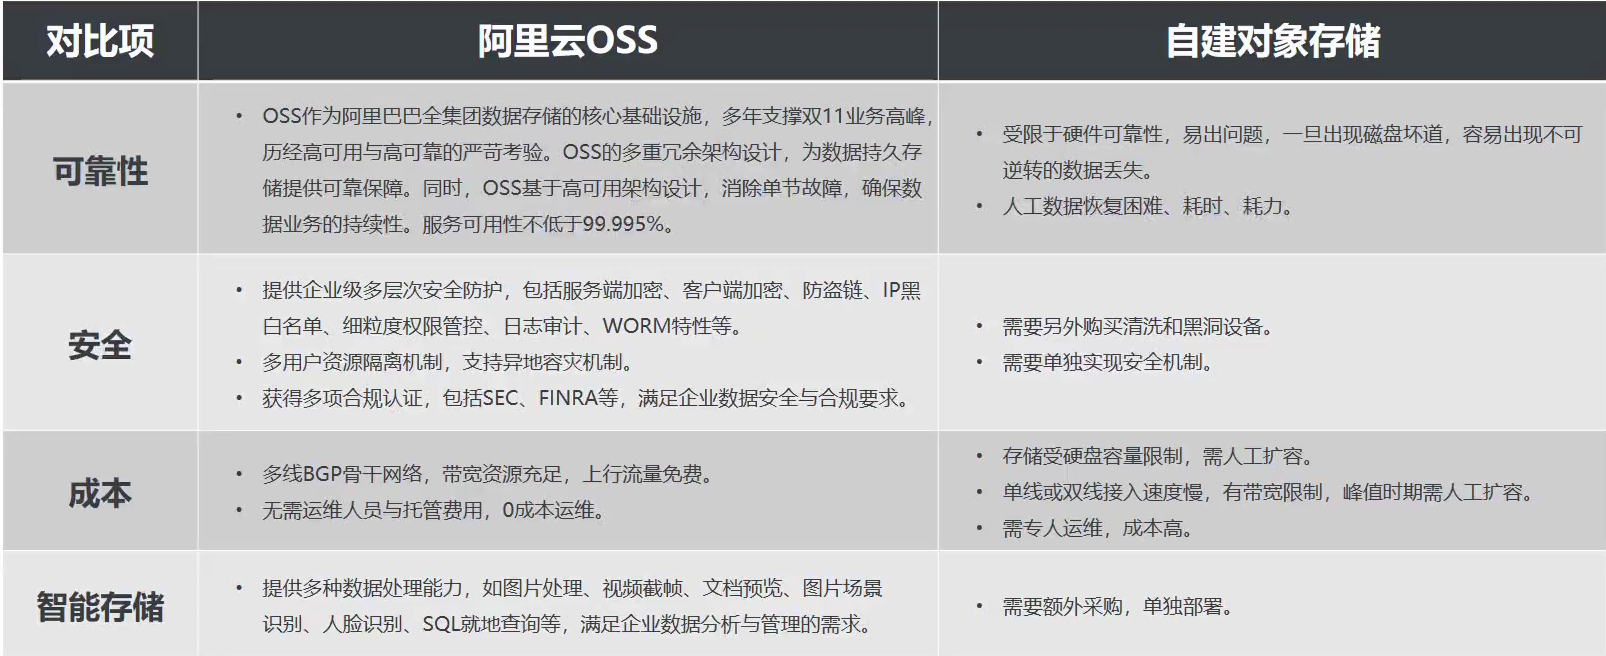 对比项
阿里云OSS
自建对象存储
可靠性
• OSS作为阿里巴巴全集团数据存储的核心基础设施，多年支撑双11业务高峰，
历经高可用与高可靠的严苛考验。OSS的多重冗余架构设计，为数据持久存
储提供可靠保障。同时，OSS基于高可用架构设计，消除单节故障，确保数
据业务的持续性。服务可用性不低于99.995%。
• 受限于硬件可靠性，易出问题，一旦出现磁盘坏道，容易出现不可
逆转的数据丢失。
• 人工数据恢复困难、耗时、耗力。
安全
• 提供企业级多层次安全防护，包括服务端加密、客户端加密、防盗链、IP黑
白名单、细粒度权限管控、日志审计、WORM特性等。
• 多用户资源隔离机制，支持异地容灾机制。
• 获得多项合规认证，包括SEC、FINRA等，满足企业数据安全与合规要求。
• 需要另外购买清洗和黑洞设备。
• 需要单独实现安全机制。
成本
• 多线BGP骨干网络，带宽资源充足，上行流量免费。
• 无需运维人员与托管费用，0成本运维。
• 存储受硬盘容量限制，需人工扩容。
• 单线或双线接入速度慢，有带宽限制，峰值时期需人工扩容。
• 需专人运维，成本高。
智能存储
• 提供多种数据处理能力，如图片处理、视频截帧、文档预览、图片场景
识别、人脸识别、SQL就地查询等，满足企业数据分析与管理的需求。
• 需要额外采购，单独部署。